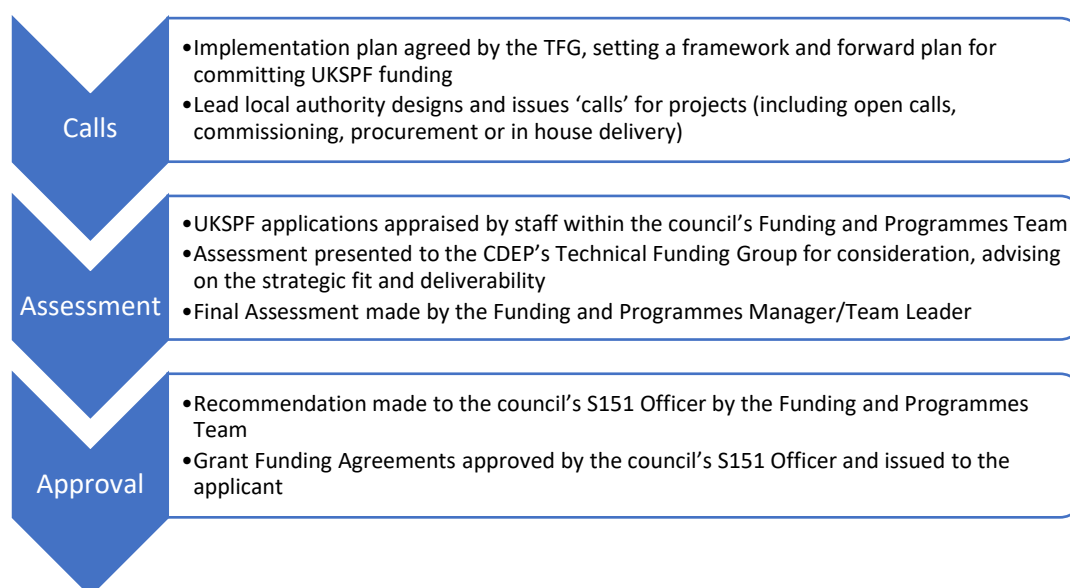 Calls
•Implementation plan agreed by the TFG, setting a framework and forward plan for
committing UKSPF funding
•Lead local authority designs and issues ‘calls’ for projects (including open calls,
commissioning, procurement or in house delivery)
Assessment
•UKSPF applications appraised by staff within the council’s Funding and Programmes Team
•Assessment presented to the CDEP’s Technical Funding Group for consideration, advising
on the strategic fit and deliverability
•Final Assessment made by the Funding and Programmes Manager/Team Leader
Approval
•Recommendation made to the council’s S151 Officer by the Funding and Programmes
Team
•Grant Funding Agreements approved by the council’s S151 Officer and issued to the
applicant